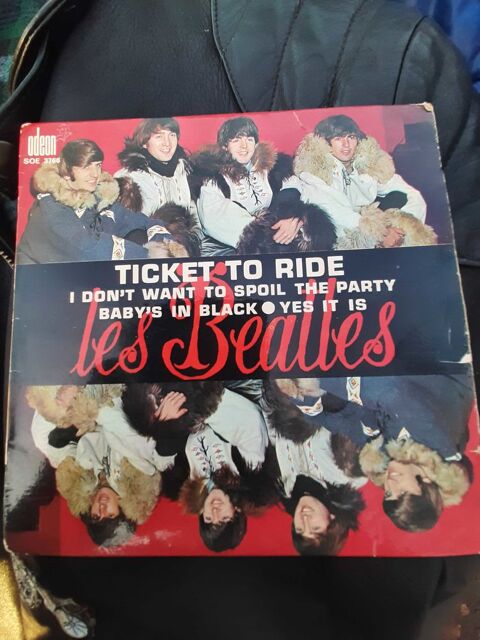 odeon
SOE 3766
TICKET TO RIDE
I DON'T WANT TO SPOIL THE PARTY
BABY'S IN BLACK ● YES IT IS
les Beatles